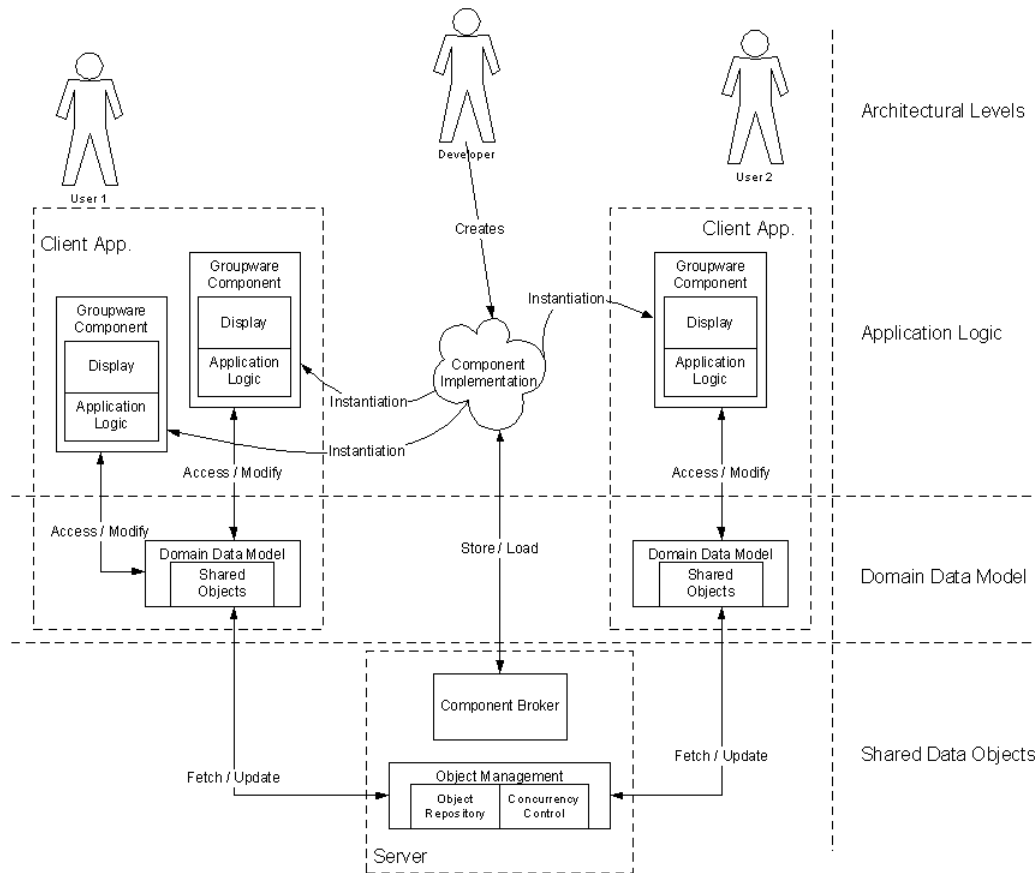 Architectural Levels
Developer
User 2
User 1
Creates
Client App.
Client App.
Groupware
Component
Display
Application
Logic
Groupware
Component
Display
Application
Logic
Groupware
Component
Display
Application
Logic
Instantiation
Component
Implementation
Instantiation
Instantiation
Application Logic
Access / Modify
Access / Modify
Access / Modify
Store / Load
Domain Data Model
Shared
Objects
Domain Data Model
Shared
Objects
Domain Data Model
Component Broker
Fetch / Update
Fetch / Update
Shared Data Objects
Object Management
Object
Repository
Concurrency
Control
Server